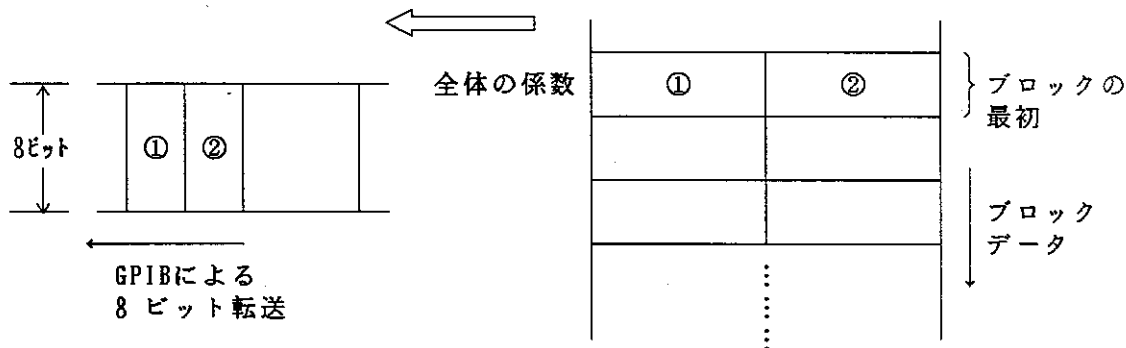 8ビット
①
②
GPIBによる
8 ビット転送
全体の係数
①
②
ブロックの
最初
ブロック
データ